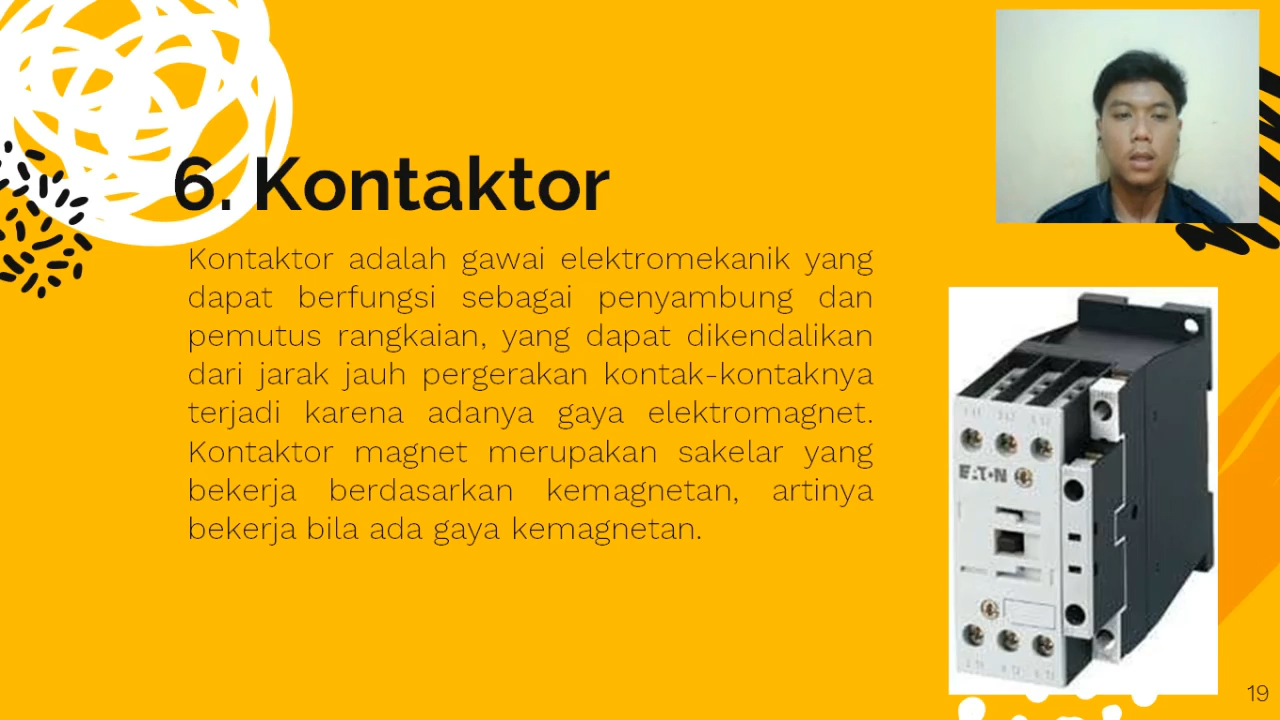 6. Kontaktor
Kontaktor adalah gawai elektromekanik yang
dapat berfungsi sebagai penyambung dan
pemutus rangkaian, yang dapat dikendalikan
dari jarak jauh pergerakan kontak-kontaknya
terjadi karena adanya gaya elektromagnet.
Kontaktor magnet merupakan sakelar yang
bekerja berdasarkan kemagnetan, artinya
bekerja bila ada gaya kemagnetan.
EATON
19